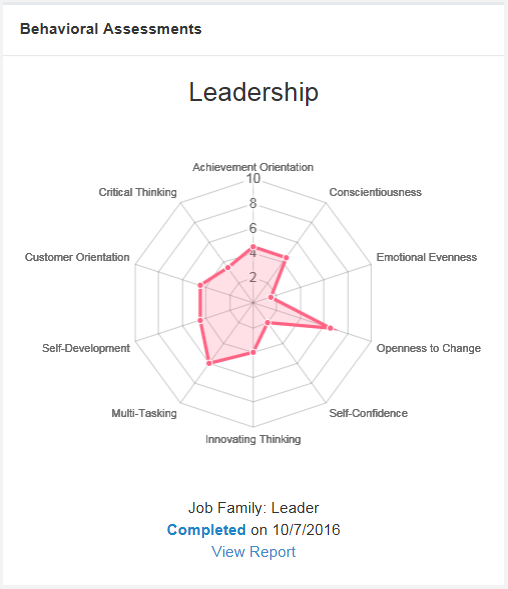 Behavioral Assessments
Leadership
Achievement Orientation
10
Critical Thinking
Conscientiousness
8
6
Customer Orientation
Emotional Evenness
4
2
Self-Development
Openness to Change
Multi-Tasking
Self-Confidence
Innovating Thinking
Job Family: Leader
Completed on 10/7/2016
View Report